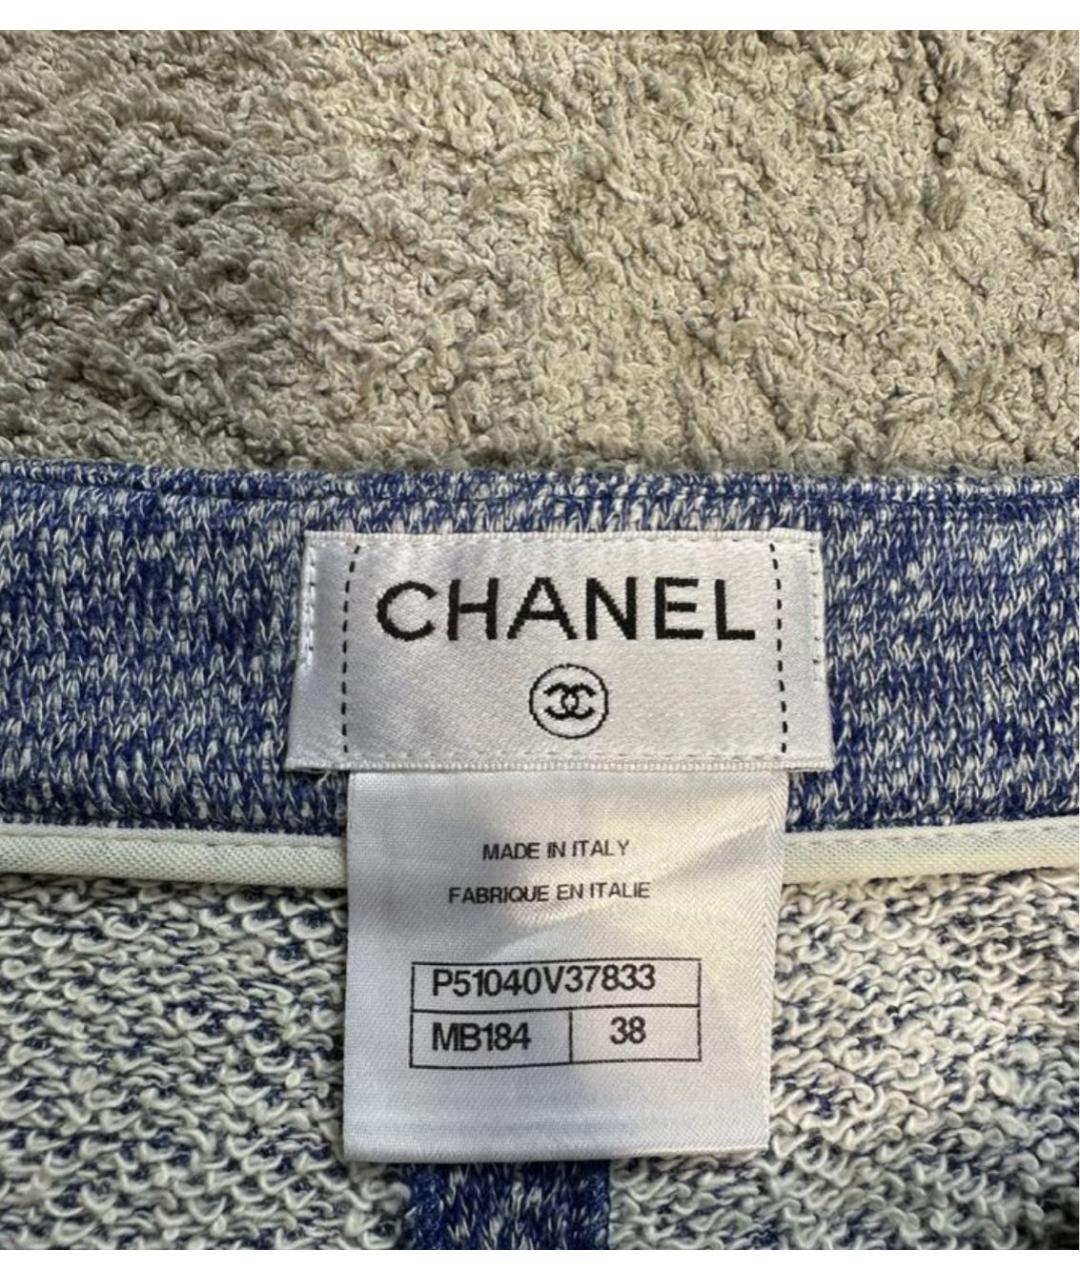 CHANEL
MADE IN ITALY
FABRIQUE EN ITALIE
P51040V37833
MB184 38